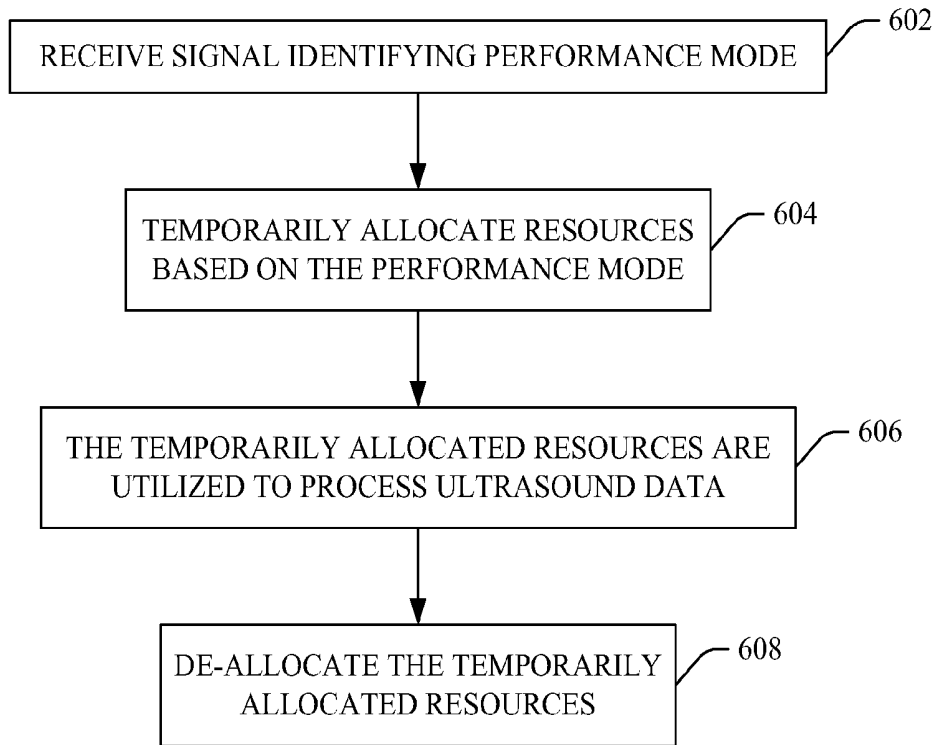 602
RECEIVE SIGNAL IDENTIFYING PERFORMANCE MODE
604
TEMPORARILY ALLOCATE RESOURCES
BASED ON THE PERFORMANCE MODE
606
THE TEMPORARILY ALLOCATED RESOURCES ARE
UTILIZED TO PROCESS ULTRASOUND DATA
608
DE-ALLOCATE THE TEMPORARILY
ALLOCATED RESOURCES